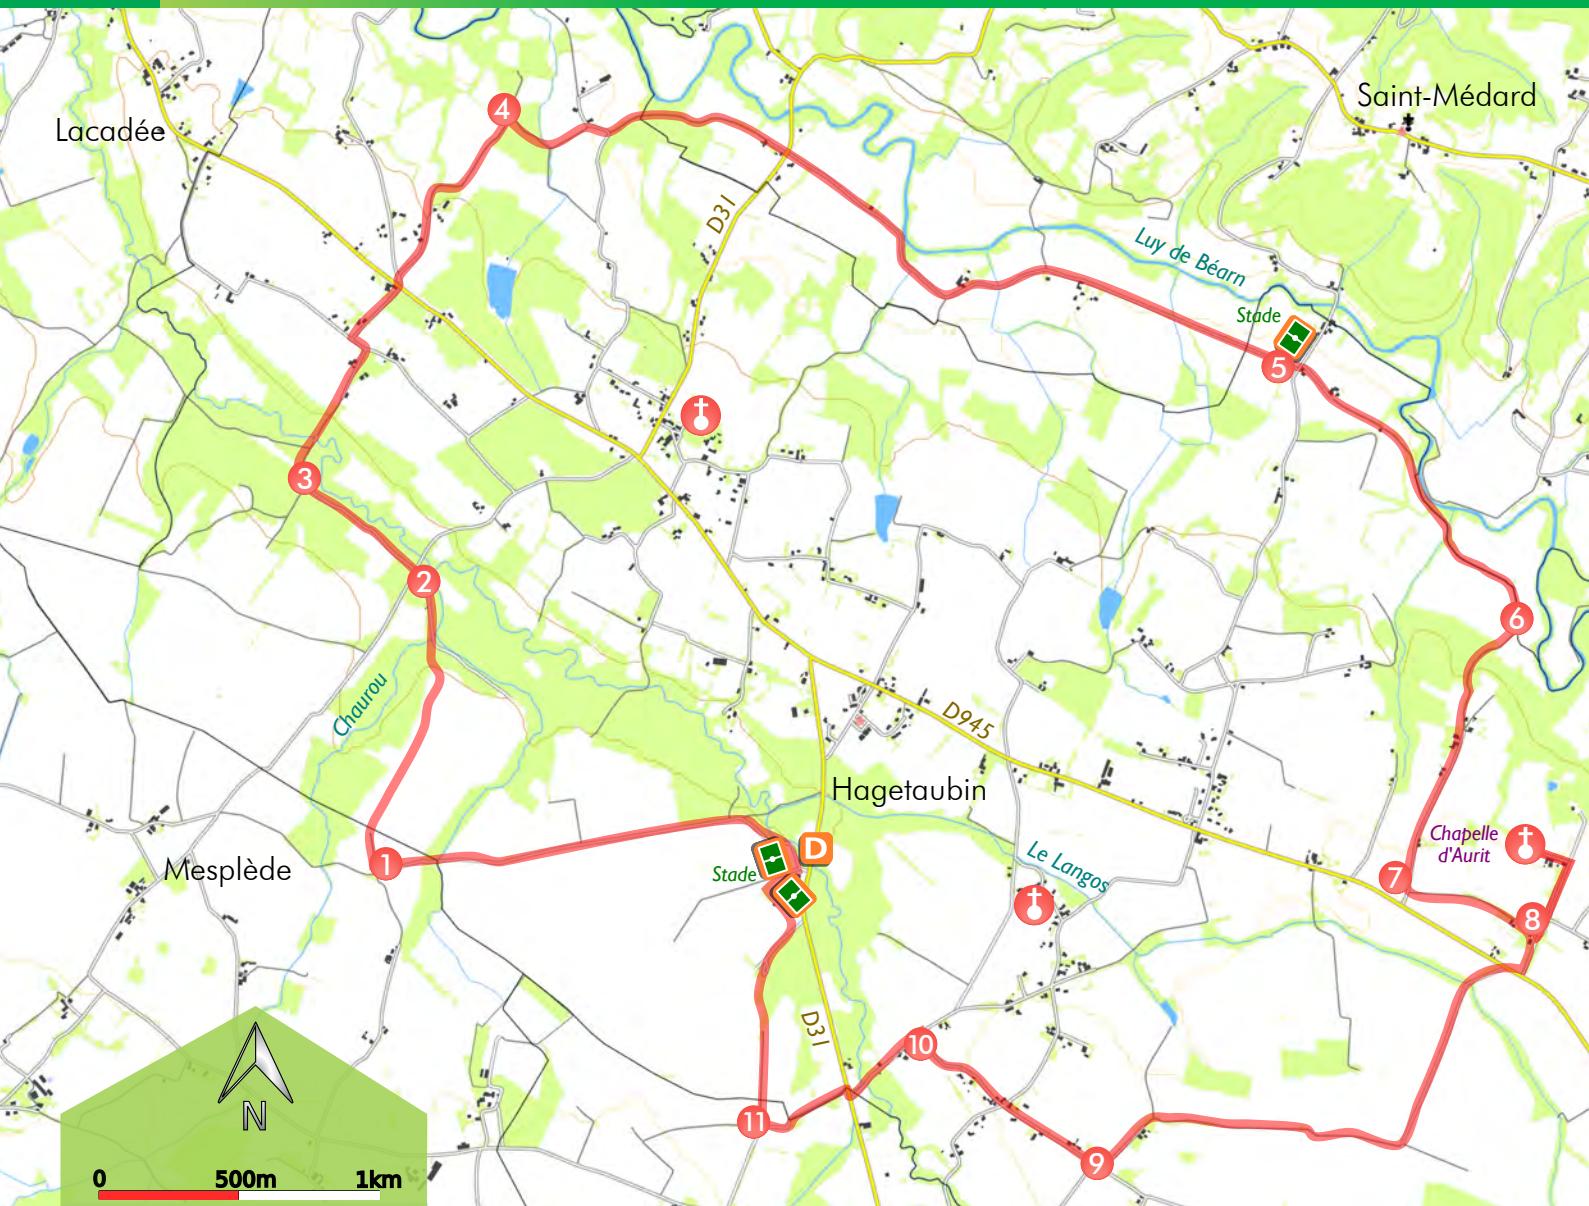 Saint-Médard
4
Lacadée
D31
Luy de Béarn
Stade
5
3
2
6
Chaurou
D945
Hagetaubin
Chapelle
d'Aurit
D
Le Langos
1
Mesplède
Stade
7
8
D31
10
N
11
9
0 500m 1km